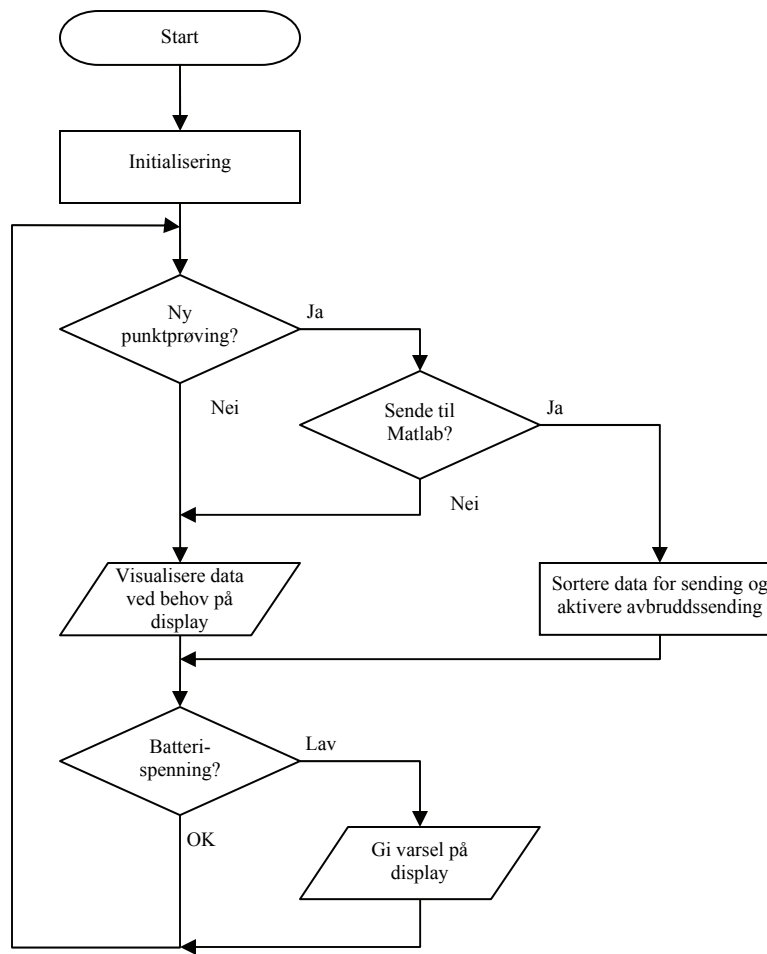 Start
Initialisering
Ny
punktprøving?
Ja
Nei
Sende til
Matlab?
Ja
Nei
Visualisere data
ved behov på
display
Sortere data for sending og
aktivere avbruddssending
Batteri-
spenning?
Lav
OK
Gi varsel på
display